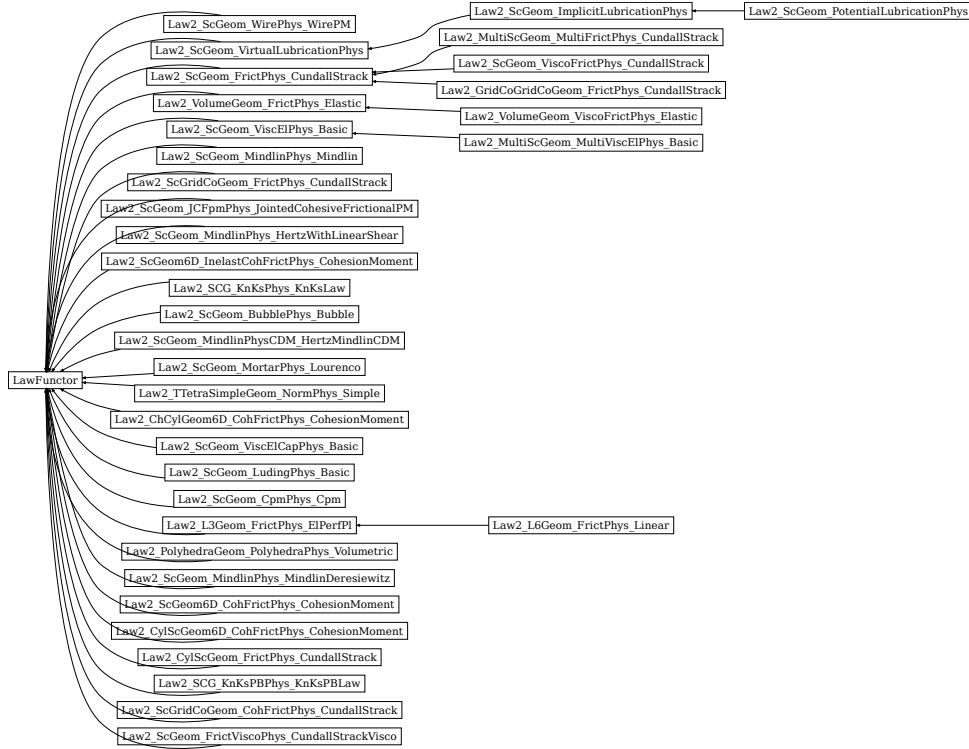 Law2_ScGeom_ImplicitLubricationPhys
Law2_ScGeom_PotentialLubricationPhys
Law2_ScGeom_WirePhys_WirePM
Law2_MultiScGeom_MultiFrictPhys_CundallStrack
Law2_ScGeom_VirtualLubricationPhys
Law2_ScGeom_ViscoFrictPhys_CundallStrack
Law2_ScGeom_FrictPhys_CundallStrack
Law2_GridCoGridCoGeom_FrictPhys_CundallStrack
Law2_VolumeGeom_FrictPhys_Elastic
Law2_VolumeGeom_ViscoFrictPhys_Elastic
Law2_ScGeom_ViscElPhys_Basic
Law2_MultiScGeom_MultiViscElPhys_Basic
Law2_ScGeom_MindlinPhys_Mindlin
Law2_ScGridCoGeom_FrictPhys_CundallStrack
Law2_ScGeom_JCFpmPhys_JointedCohesiveFrictionalPM
Law2_ScGeom_MindlinPhys_HertzWithLinearShear
Law2_ScGeom6D_InelastCohFrictPhys_CohesionMoment
Law2_SCG_KnKsPhys_KnKsLaw
Law2_ScGeom_BubblePhys_Bubble
Law2_ScGeom_MindlinPhysCDM_HertzMindlinCDM
Law2_ScGeom_MortarPhys_Lourenco
LawFunctor
Law2_TTetraSimpleGeom_NormPhys_Simple
Law2_ChCylGeom6D_CohFrictPhys_CohesionMoment
Law2_ScGeom_ViscElCapPhys_Basic
Law2_ScGeom_LudingPhys_Basic
Law2_ScGeom_CpmPhys_Cpm
Law2_L3Geom_FrictPhys_ElPerfPl
Law2_L6Geom_FrictPhys_Linear
Law2_PolyhedraGeom_PolyhedraPhys_Volumetric
Law2_ScGeom_MindlinPhys_MindlinDeresiewitz
Law2_ScGeom6D_CohFrictPhys_CohesionMoment
Law2_CylScGeom6D_CohFrictPhys_CohesionMoment
Law2_CylScGeom_FrictPhys_CundallStrack
Law2_SCG_KnKsPBPhys_KnKsPBLaw
Law2_ScGridCoGeom_CohFrictPhys_CundallStrack
Law2_ScGeom_FrictViscoPhys_CundallStrackVisco